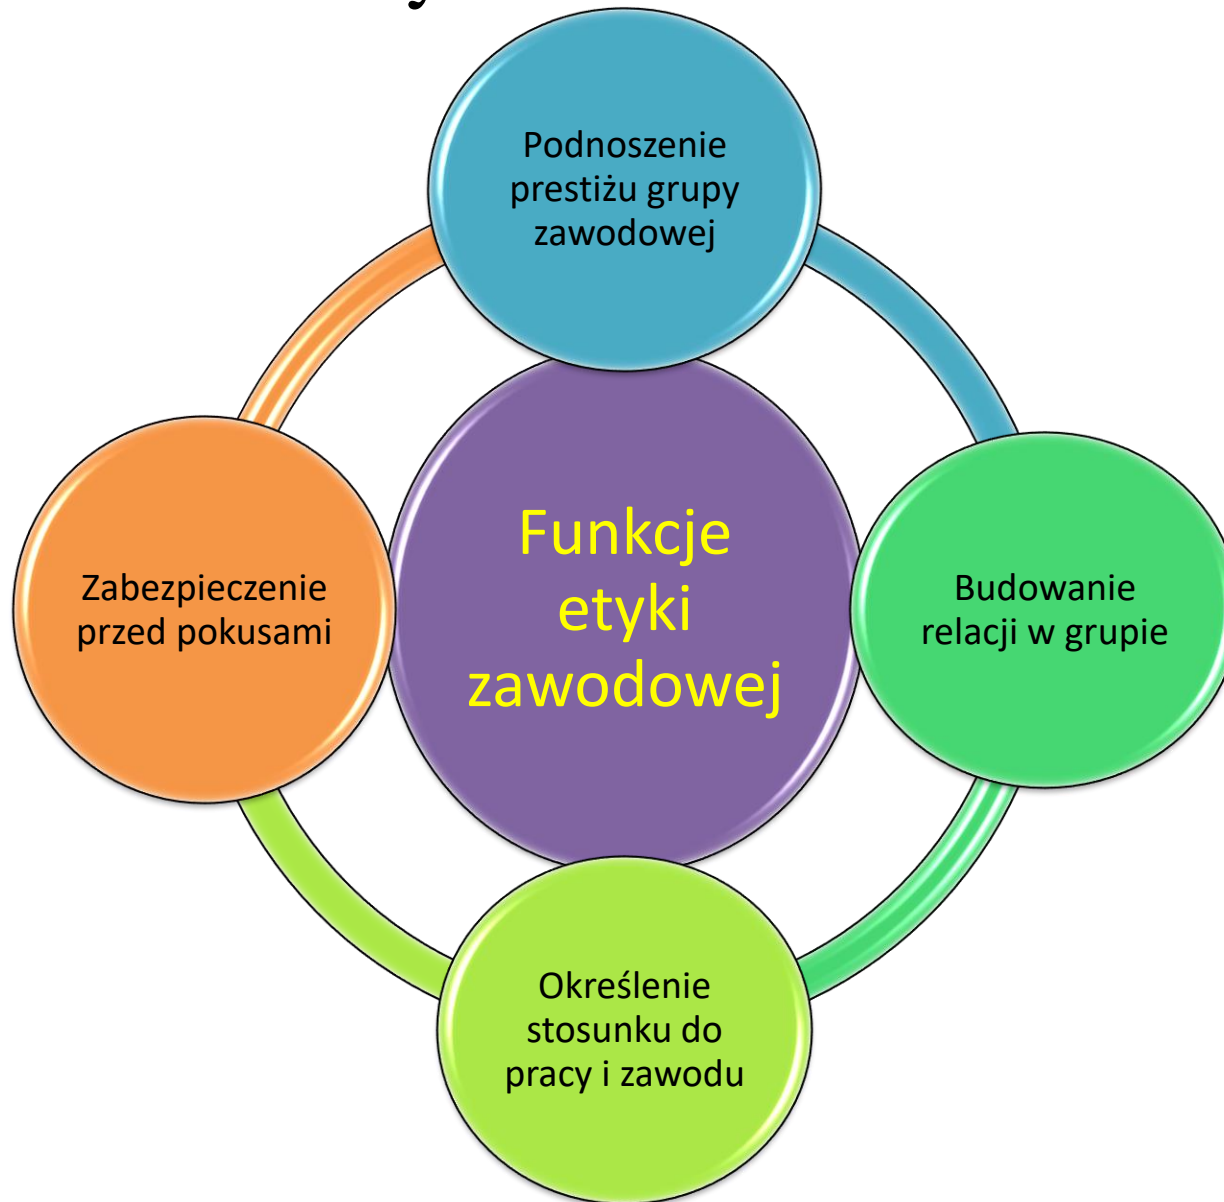 Podnoszenie
prestiżu grupy
zawodowej
Funkcje
etyki
zawodowej
Zabezpieczenie
przed pokusami
Budowanie
relacji w grupie
Określenie
stosunku do
pracy i zawodu